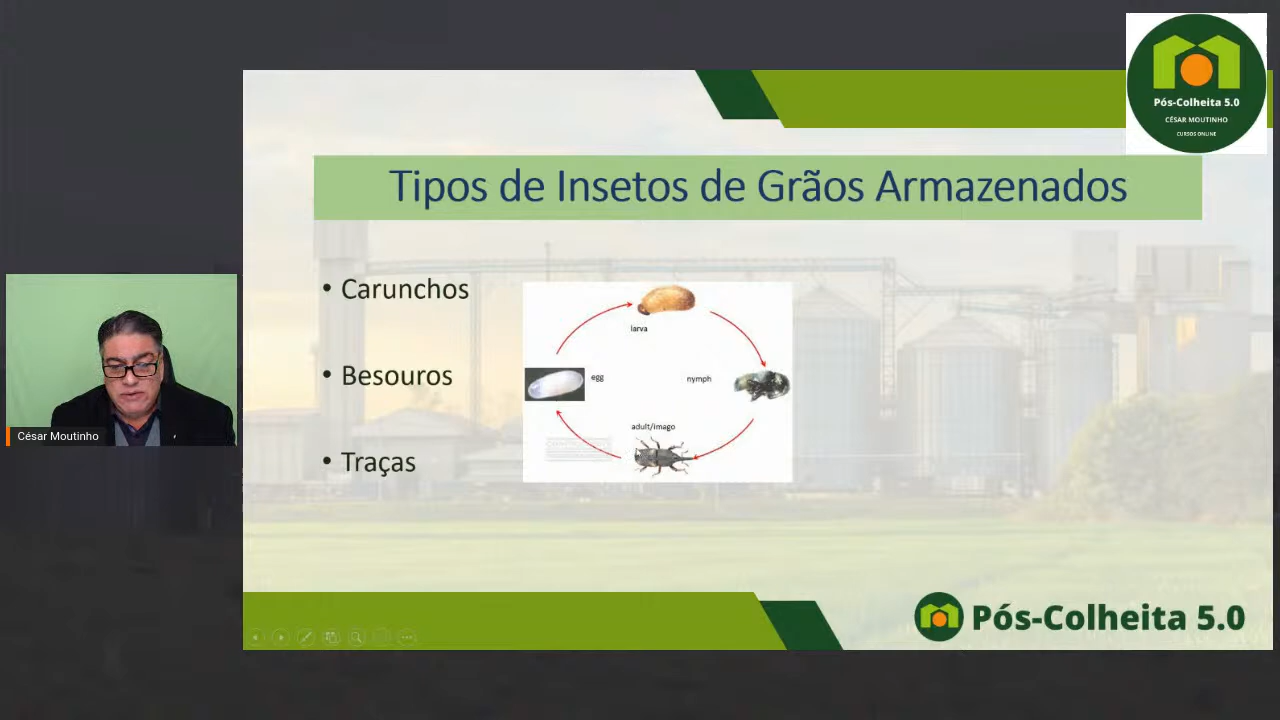 Pós-Colheita 5.0
CÉSAR MOUTINHO
CURSOS ONLINE
Tipos de Insetos de Grãos Armazenados
• Carunchos
• Besouros
• Traças
larva
egg
nymph
adult/imago
César Moutinho
Pós-Colheita 5.0